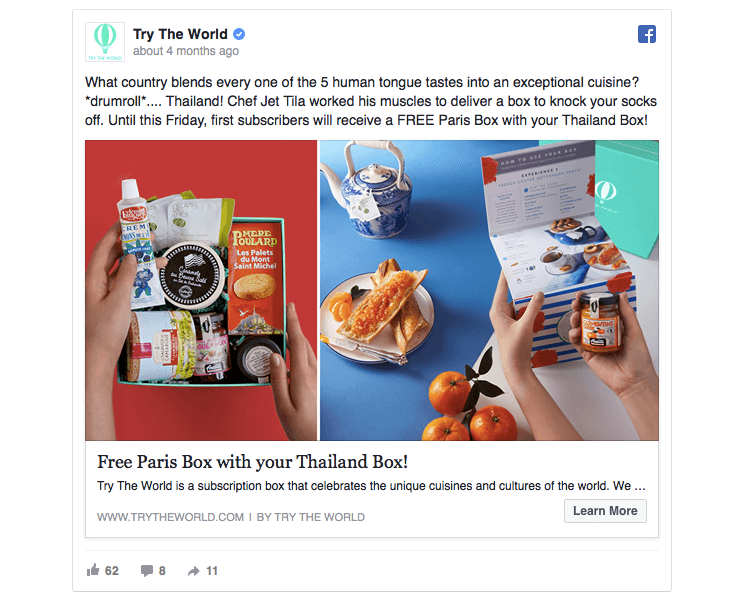 Try The World
about 4 months ago
TRY THE WORLD
What country blends every one of the 5 human tongue tastes into an exceptional cuisine?
*drumroll*.... Thailand! Chef Jet Tila worked his muscles to deliver a box to knock your socks
off. Until this Friday, first subscribers will receive a FREE Paris Box with your Thailand Box!
MERE
POULARD
Les Palets
du Mont
Saint Michel
Caramels
HOW TO USE YOUR BOX
EXPERIENCE 1
CLEMENTINE
Free Paris Box with your Thailand Box!
Try The World is a subscription box that celebrates the unique cuisines and cultures of the world. We ...
WWW.TRYTHEWORLD.COM | BY TRY THE WORLD
Learn More
62
8
11